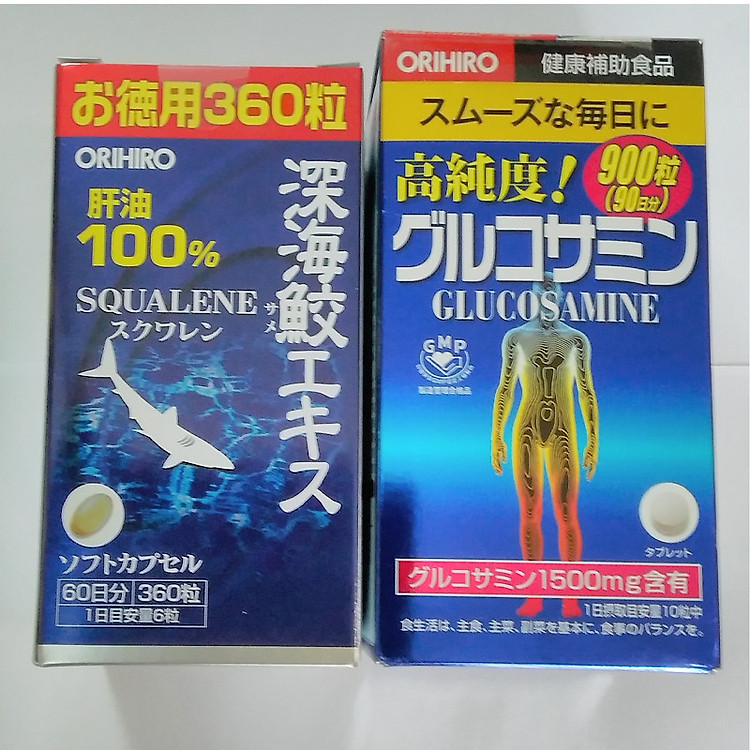 お徳用360粒
ORIHIRO
肝油
100%
SQUALENE
スクワレン
深海鮫エキス
サメ
ソフトカプセル
60日分 360粒
1日目安量6粒
ORIHIRO 健康補助食品
スムーズな毎日に
高純度!
900粒
(90日分)
グルコサミン
GLUCOSAMINE
GMP
製造管理合格品
タブレット
グルコサミン1500mg含有
1日摂取目安量10粒中
食生活は、主食、主菜、副菜を基本に、食事のバランスを。